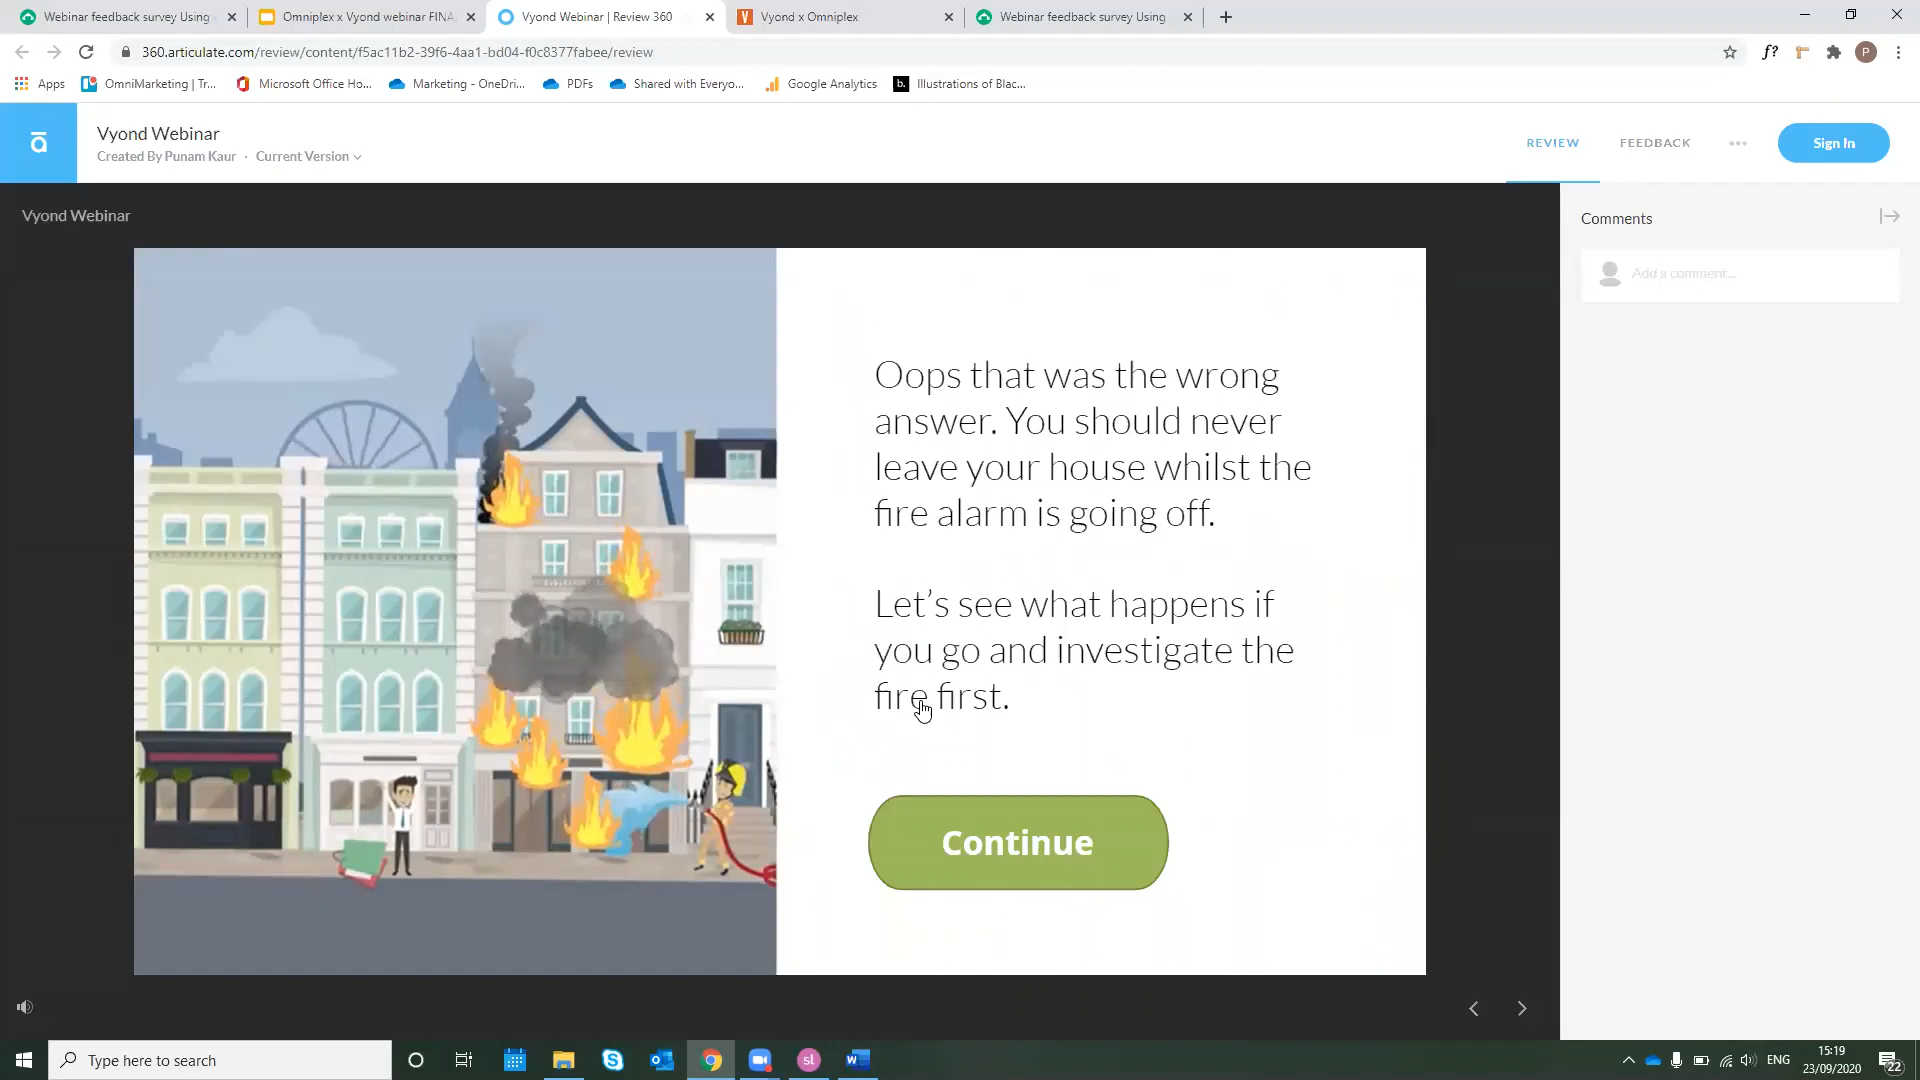 Webinar feedback survey Using
Omniplex x Vyond webinar FINAL
Vyond Webinar | Review 360
Vyond x Omniplex
Webinar feedback survey Using
360.articulate.com/review/content/f5ac11b2-39f6-4aa1-bd04-f0c8377fabee/review
f?
P
Apps
OmniMarketing | Tr...
Microsoft Office Ho...
Marketing - OneDri...
PDFs
Shared with Everyo...
Google Analytics
b.
Illustrations of Blac...
ā
Vyond Webinar
Created By Punam Kaur · Current Version
REVIEW
FEEDBACK
Sign In
Vyond Webinar
Comments
Add a comment...
Oops that was the wrong
answer. You should never
leave your house whilst the
fire alarm is going off.
Let’s see what happens if
you go and investigate the
fire first.
Continue
Type here to search
sl
ENG
15:19
23/09/2020
22